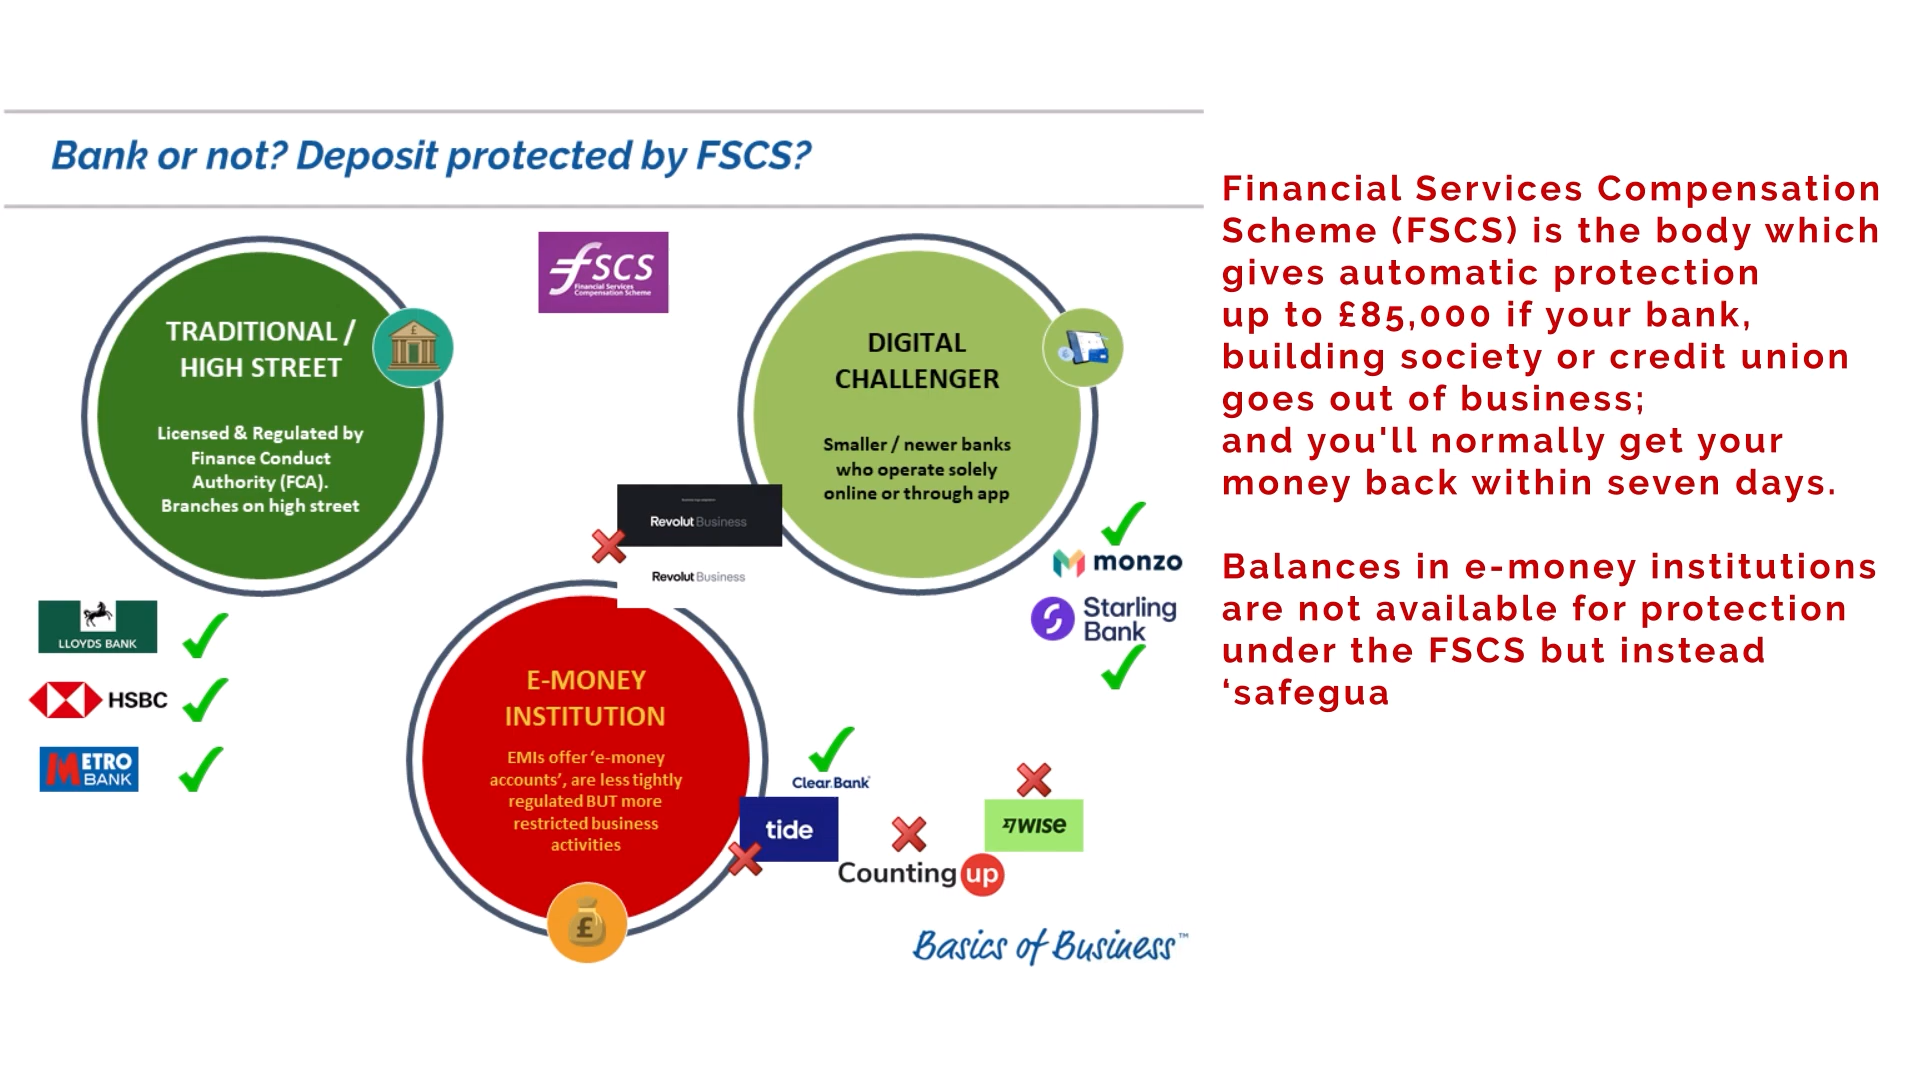 Bank or not? Deposit protected by FSCS?
FSCS
Financial Services
Compensation Scheme
TRADITIONAL /
HIGH STREET
£
Licensed & Regulated by
Finance Conduct
Authority (FCA).
Branches on high street
DIGITAL
CHALLENGER
Smaller / newer banks
who operate solely
online or through app
Revolut Business
Revolut Business
monzo
Starling
Bank
LLOYDS BANK
HSBC
METRO
BANK
E-MONEY
INSTITUTION
EMIs offer ‘e-money
accounts’, are less tightly
regulated BUT more
restricted business
activities
£
Clear.Bank
tide
Counting up
WISE
Basics of Business™
Financial Services Compensation
Scheme (FSCS) is the body which
gives automatic protection
up to £85,000 if your bank,
building society or credit union
goes out of business;
and you'll normally get your
money back within seven days.
Balances in e-money institutions
are not available for protection
under the FSCS but instead
‘safegua